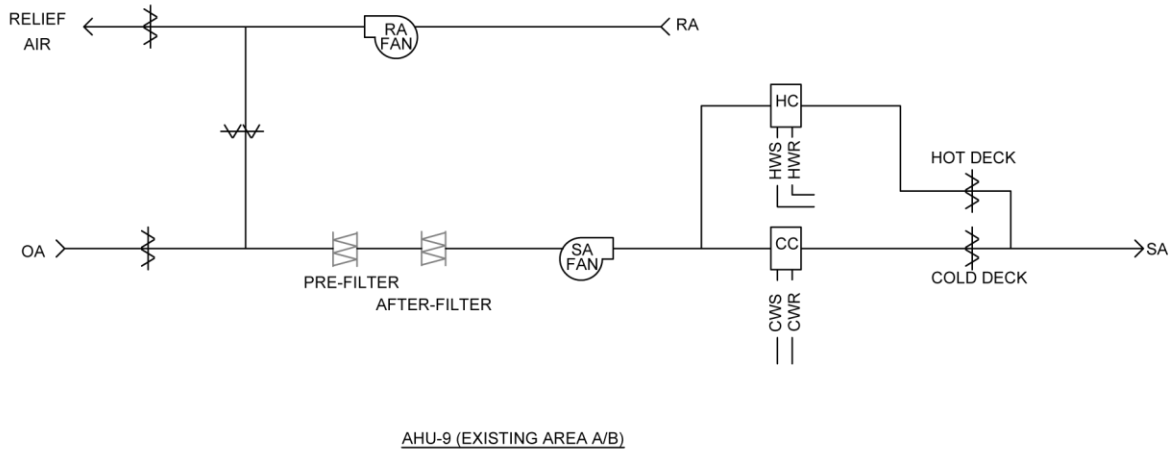 RELIEF
AIR
RA
FAN
RA
HC
HWS
HWR
HOT DECK
OA
PRE-FILTER
AFTER-FILTER
SA
FAN
CC
CWS
CWR
COLD DECK
SA
AHU-9 (EXISTING AREA A/B)